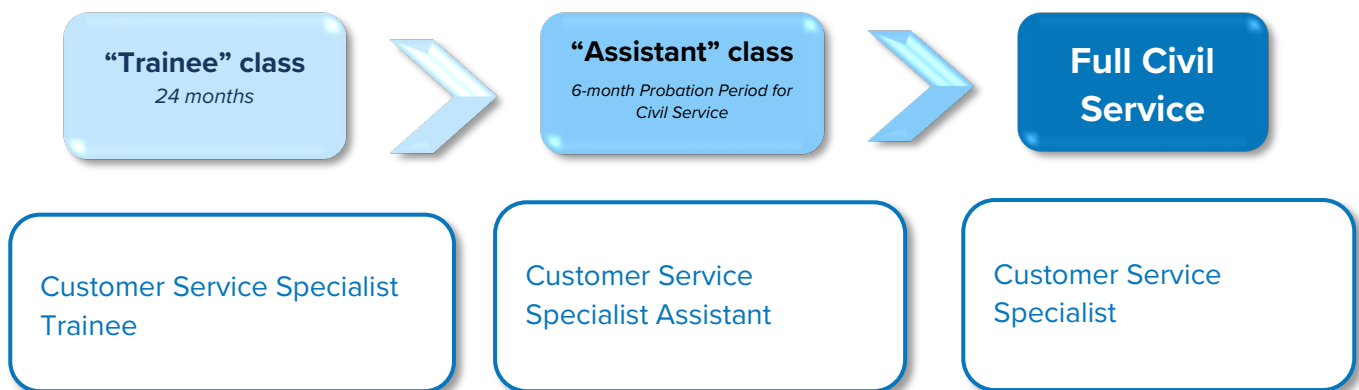 “Trainee” class
24 months
“Assistant” class
6-month Probation Period for
Civil Service
Full Civil
Service
Customer Service Specialist
Trainee
Customer Service
Specialist Assistant
Customer Service
Specialist